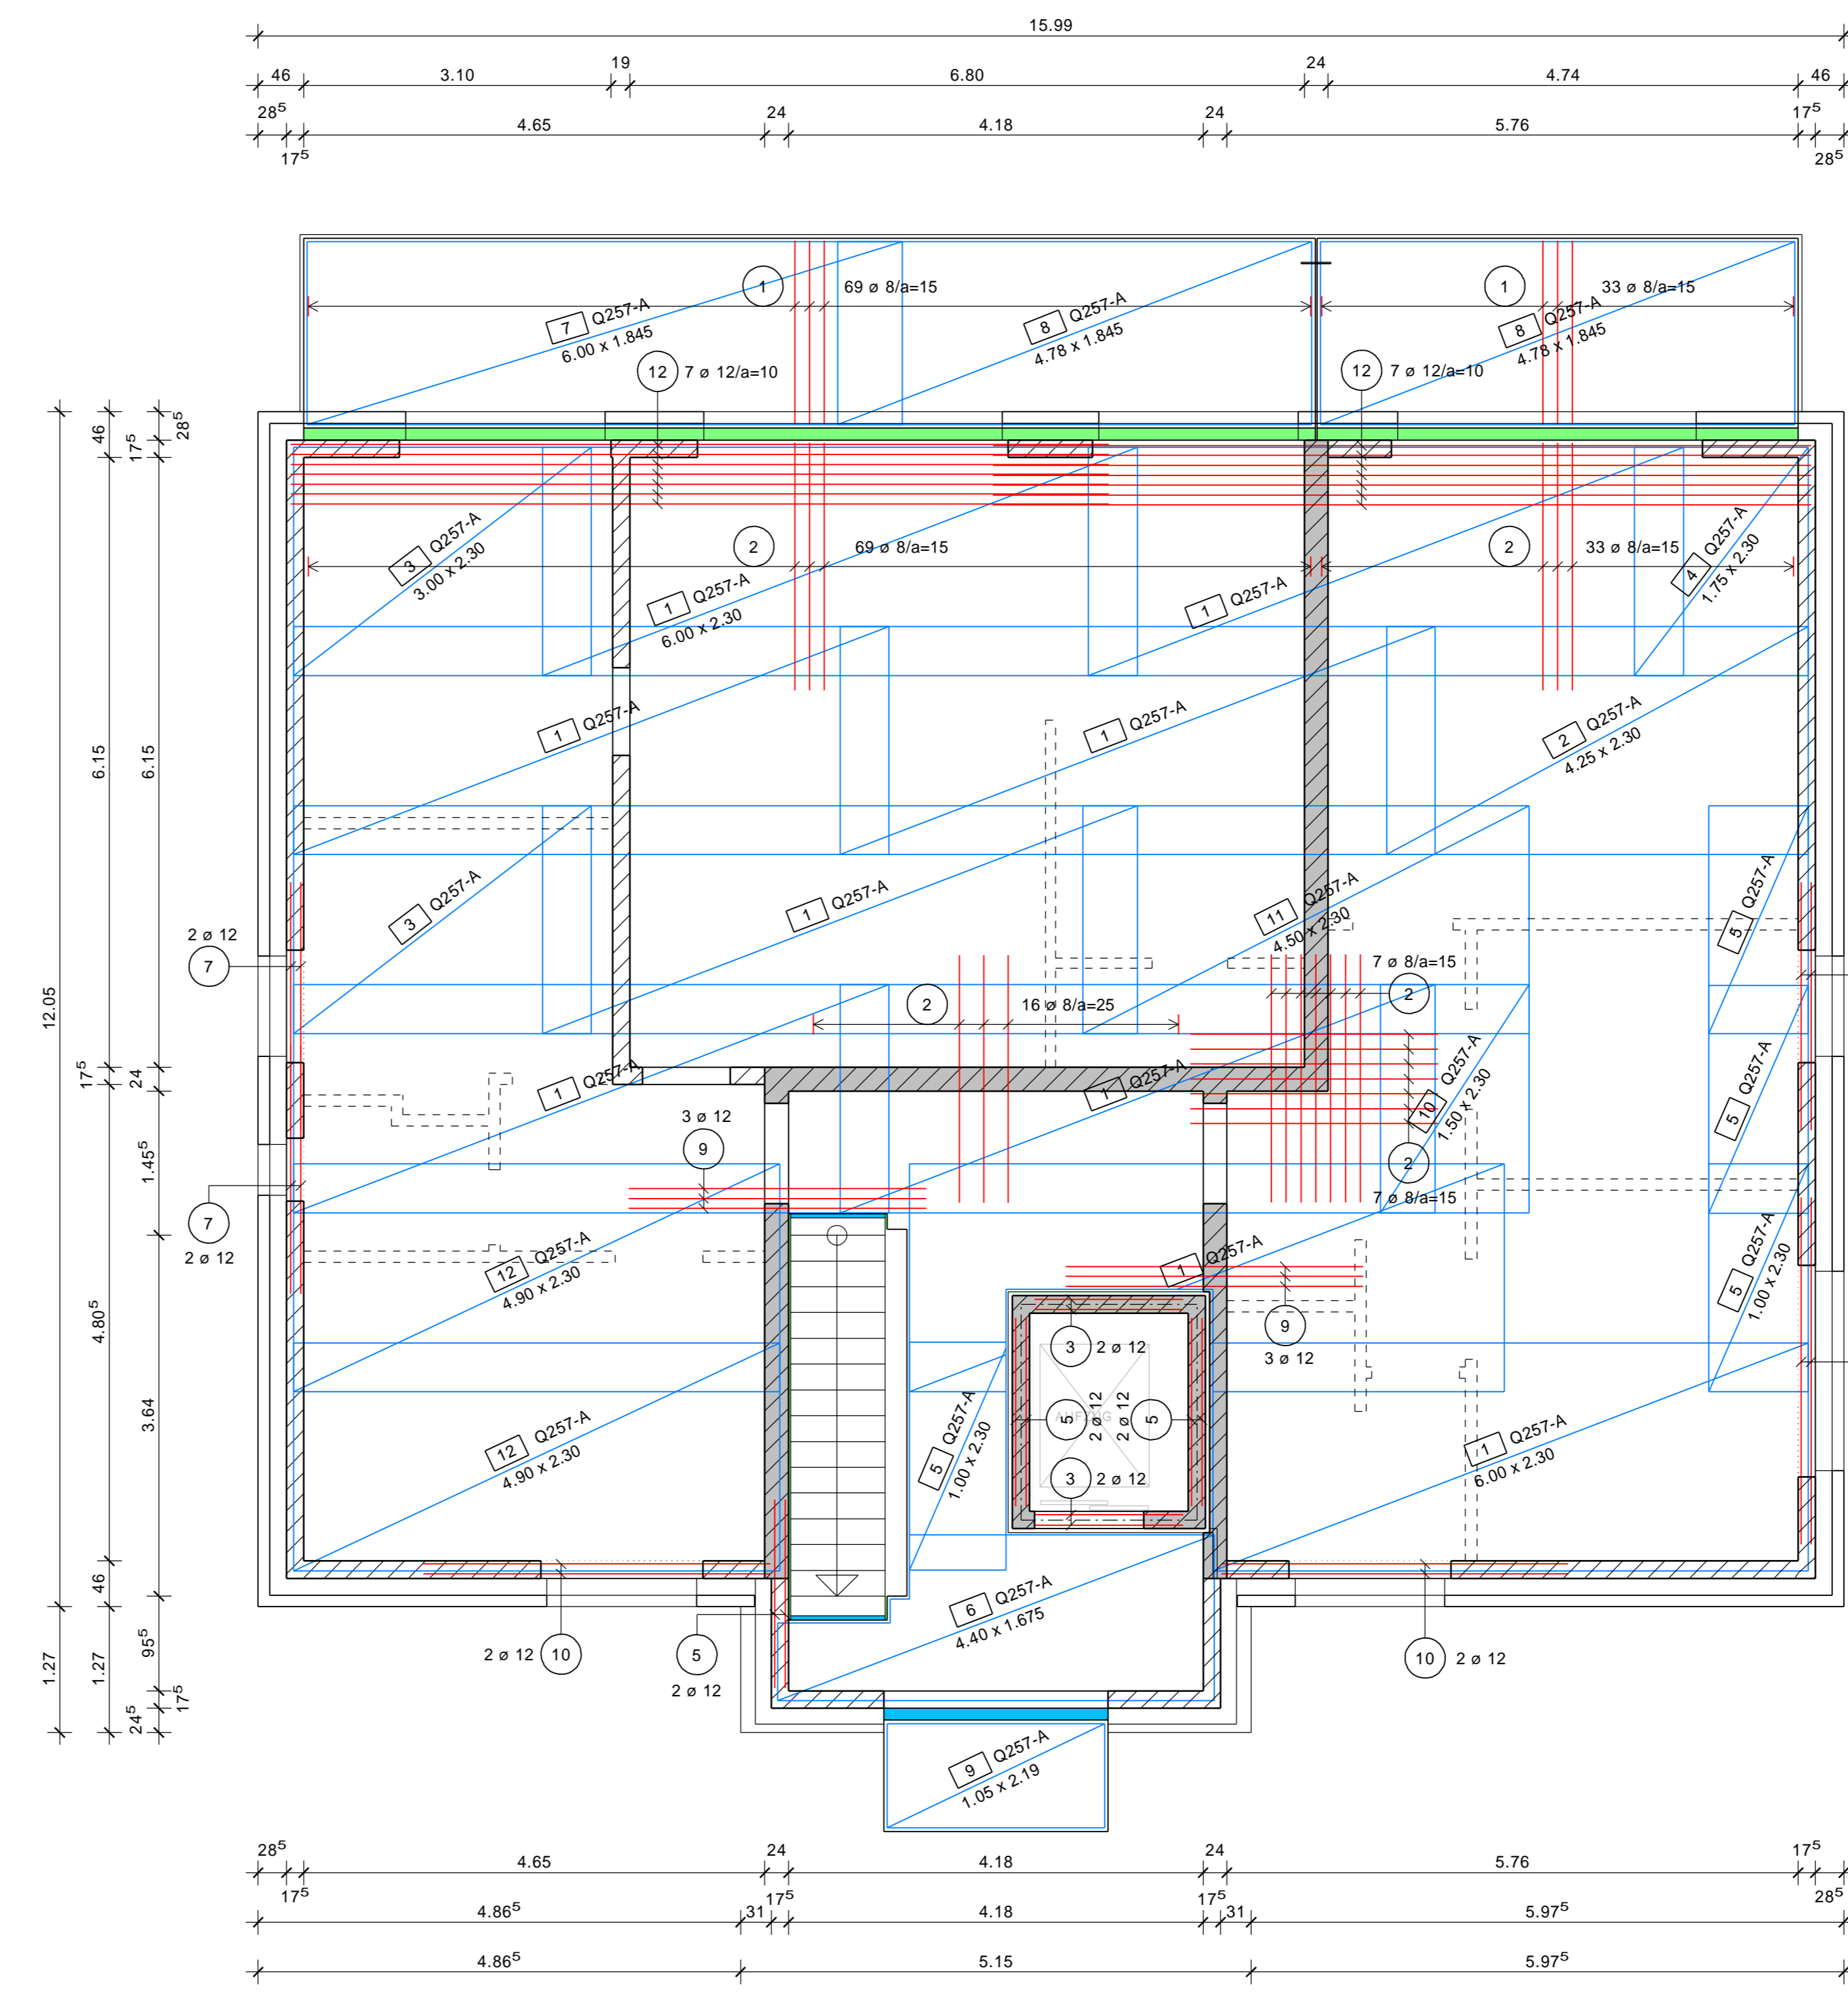 15.99
46 3.10 19 6.80 24 4.74 46
28⁵ 17⁵ 4.65 24 4.18 24 5.76 17⁵ 28⁵
1 69 ø 8/a=15
1 33 ø 8/a=15
7 Q257-A
6.00 x 1.845
8 Q257-A
4.78 x 1.845
8 Q257-A
4.78 x 1.845
12 7 ø 12/a=10
12 7 ø 12/a=10
2 69 ø 8/a=15
2 33 ø 8/a=15
3 Q257-A
3.00 x 2.30
1 Q257-A
6.00 x 2.30
1 Q257-A
4 Q257-A
1.75 x 2.30
1 Q257-A
1 Q257-A
2 Q257-A
4.25 x 2.30
3 Q257-A
1 Q257-A
11 Q257-A
4.50 x 2.30
5 Q257-A
2 ø 12
7
2 16 ø 8/a=25
7 ø 8/a=15
2
1 Q257-A
1 Q257-A
10 Q257-A
1.50 x 2.30
5 Q257-A
3 ø 12
9
2
7 ø 8/a=15
7
2 ø 12
12 Q257-A
4.90 x 2.30
1 Q257-A
5 Q257-A
1.00 x 2.30
9
3 ø 12
3 2 ø 12
5 2 ø 12
2 ø 12 5
AUFZUG
3 2 ø 12
12 Q257-A
4.90 x 2.30
5 Q257-A
1.00 x 2.30
1 Q257-A
6.00 x 2.30
6 Q257-A
4.40 x 1.675
2 ø 12 10
5
2 ø 12
10 2 ø 12
9 Q257-A
1.05 x 2.19
12.05 1.27
46 6.15 17⁵ 4.80⁵ 46 1.27
28⁵ 17⁵ 6.15 24 1.45⁵ 3.64 95⁵ 17⁵ 24⁵
28⁵ 17⁵ 4.65 24 4.18 24 5.76 17⁵ 28⁵
4.86⁵ 31 17⁵ 4.18 17⁵ 31 5.97⁵
4.86⁵ 5.15 5.97⁵